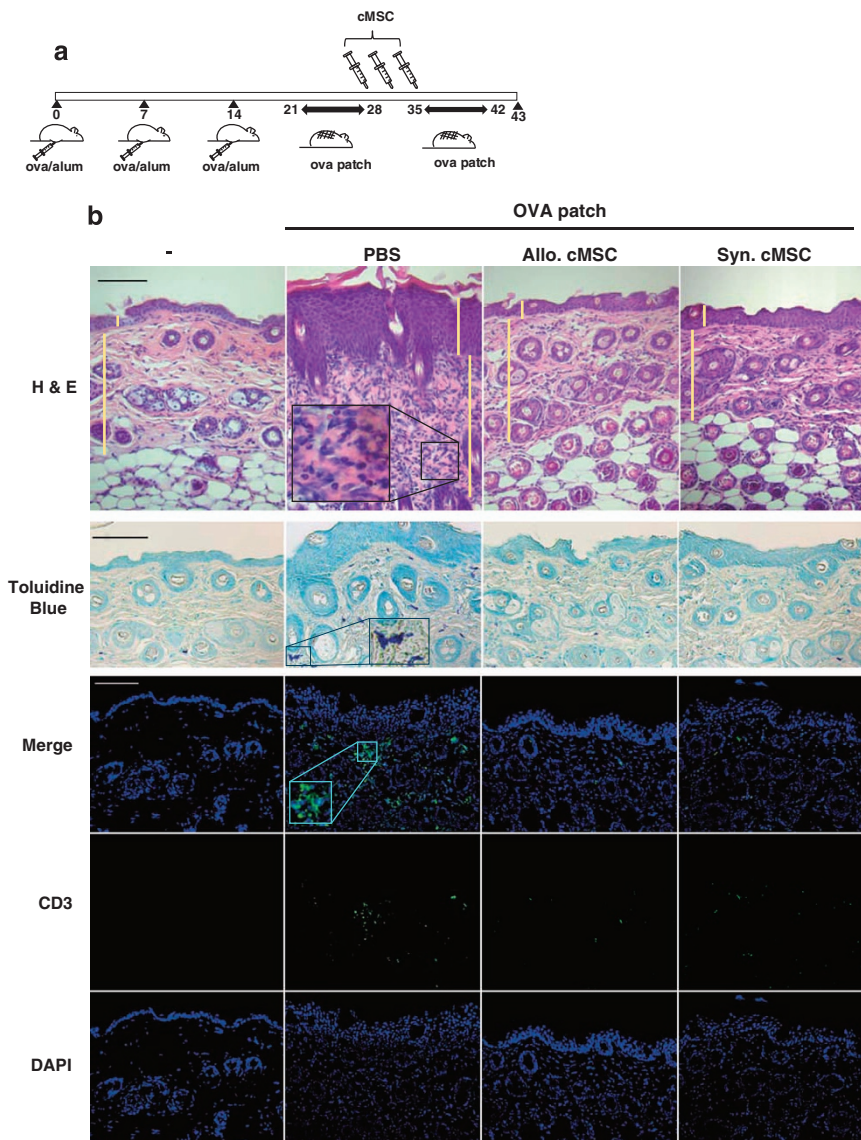 a
cMSC
0 7 14 21 28 35 42 43
ova/alum ova/alum ova/alum ova patch ova patch
b
OVA patch
- PBS Allo. cMSC Syn. cMSC
H & E
Toluidine
Blue
Merge
CD3
DAPI